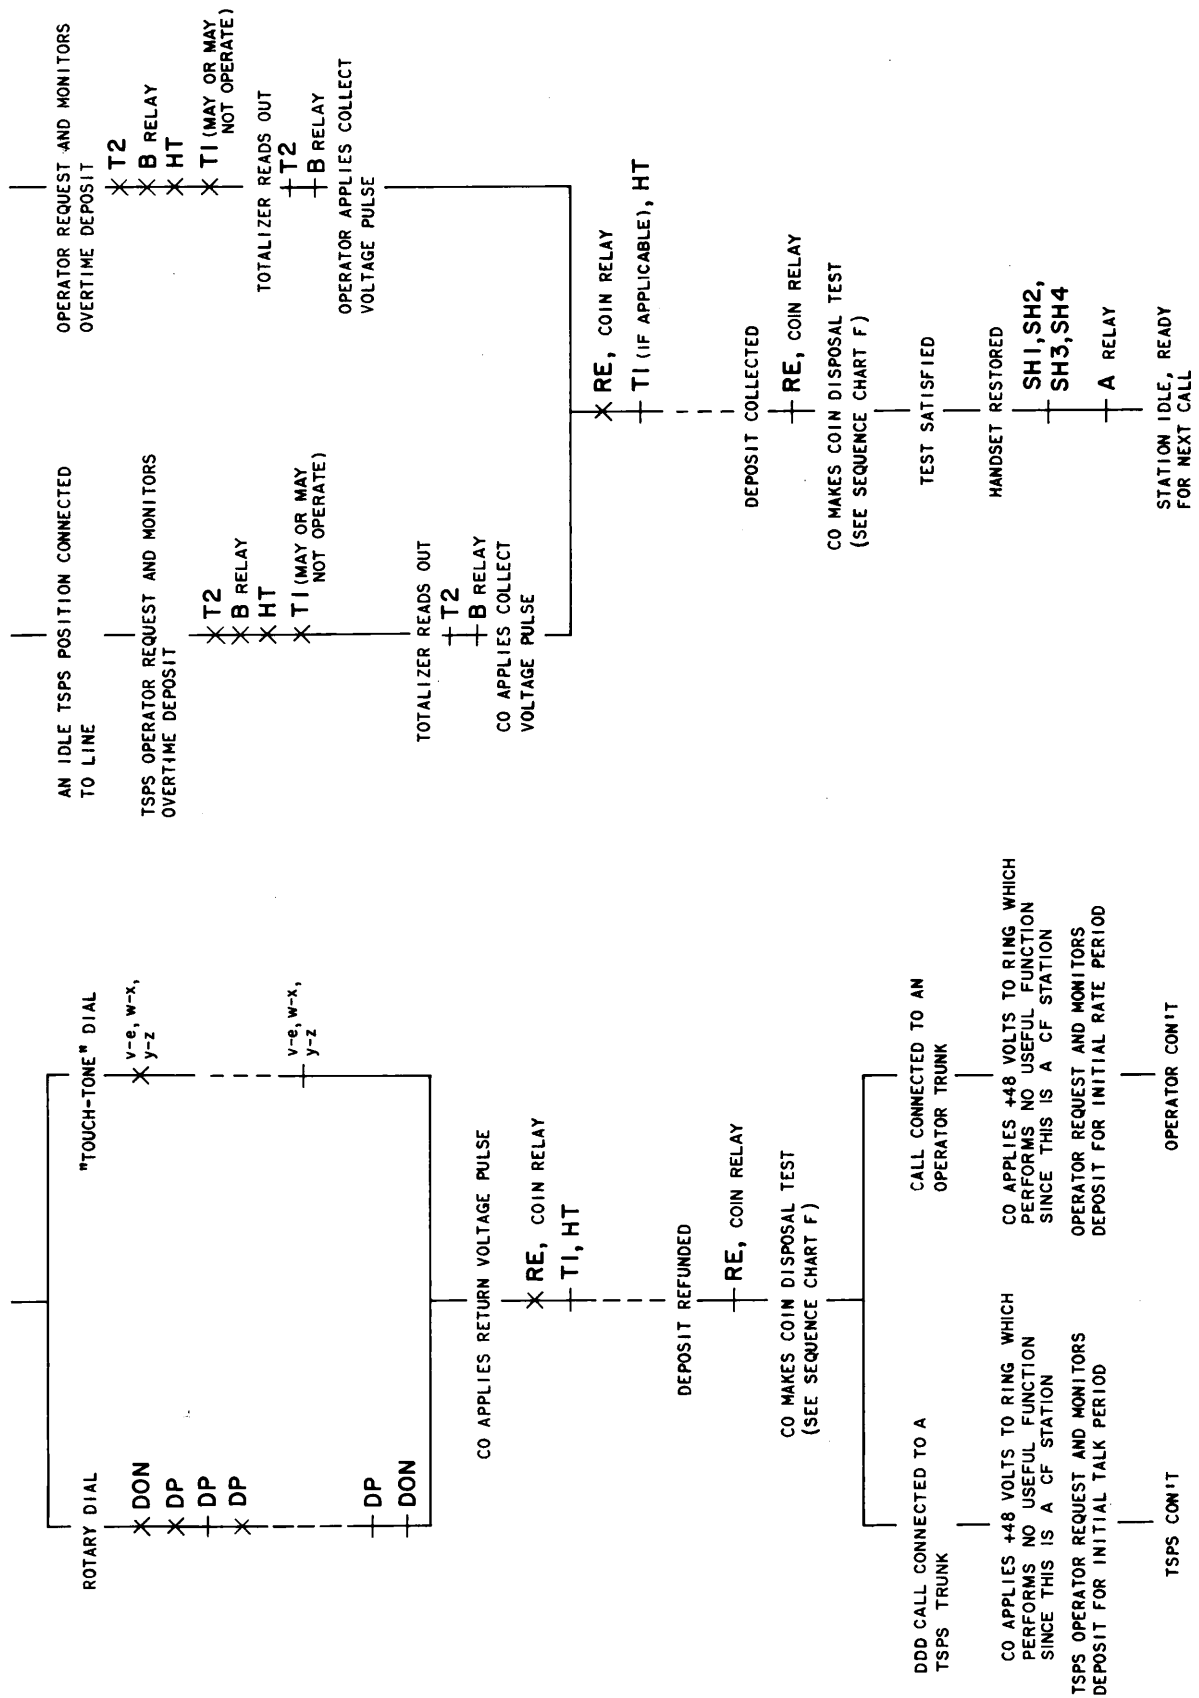 ROTARY DIAL
DON
DP
DP
DP
DP
DON
"TOUCH-TONE" DIAL
v-e, w-x,
y-z
v-e, w-x,
y-z
CO APPLIES RETURN VOLTAGE PULSE
RE, COIN RELAY
T1, HT
DEPOSIT REFUNDED
RE, COIN RELAY
CO MAKES COIN DISPOSAL TEST
(SEE SEQUENCE CHART F)
DDD CALL CONNECTED TO A
TSPS TRUNK
CO APPLIES +48 VOLTS TO RING WHICH
PERFORMS NO USEFUL FUNCTION
SINCE THIS IS A CF STATION
TSPS OPERATOR REQUEST AND MONITORS
DEPOSIT FOR INITIAL TALK PERIOD
TSPS CON'T
CALL CONNECTED TO AN
OPERATOR TRUNK
CO APPLIES +48 VOLTS TO RING WHICH
PERFORMS NO USEFUL FUNCTION
SINCE THIS IS A CF STATION
OPERATOR REQUEST AND MONITORS
DEPOSIT FOR INITIAL RATE PERIOD
OPERATOR CON'T
AN IDLE TSPS POSITION CONNECTED
TO LINE
TSPS OPERATOR REQUEST AND MONITORS
OVERTIME DEPOSIT
T2
B RELAY
HT
T1 (MAY OR MAY
NOT OPERATE)
TOTALIZER READS OUT
T2
B RELAY
CO APPLIES COLLECT
VOLTAGE PULSE
OPERATOR REQUEST AND MONITORS
OVERTIME DEPOSIT
T2
B RELAY
HT
T1 (MAY OR MAY
NOT OPERATE)
TOTALIZER READS OUT
T2
B RELAY
OPERATOR APPLIES COLLECT
VOLTAGE PULSE
RE, COIN RELAY
T1 (IF APPLICABLE), HT
DEPOSIT COLLECTED
RE, COIN RELAY
CO MAKES COIN DISPOSAL TEST
(SEE SEQUENCE CHART F)
TEST SATISFIED
HANDSET RESTORED
SH1, SH2,
SH3, SH4
A RELAY
STATION IDLE, READY
FOR NEXT CALL